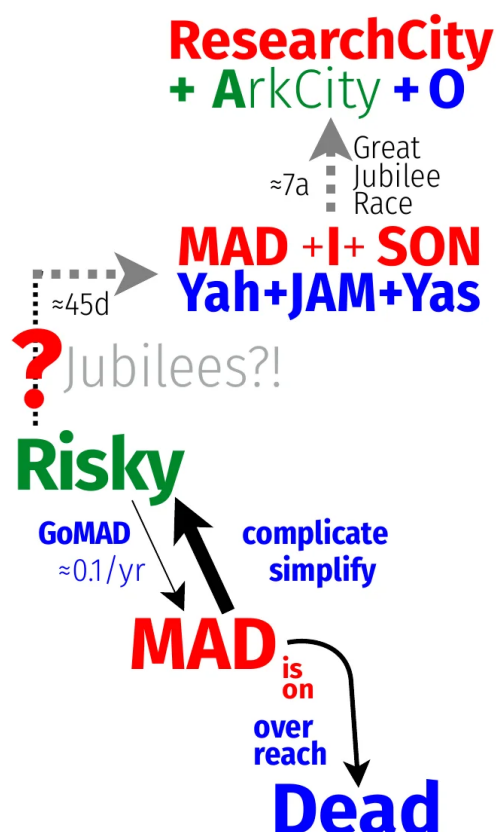 ResearchCity
+ ArkCity + O
≈7a
Great
Jubilee
Race
MAD +I+ SON
Yah+JAM+Yas
≈45d
?
Jubilees?!
Risky
GoMAD
≈0.1/yr
complicate
simplify
MAD
is
on
over
reach
Dead